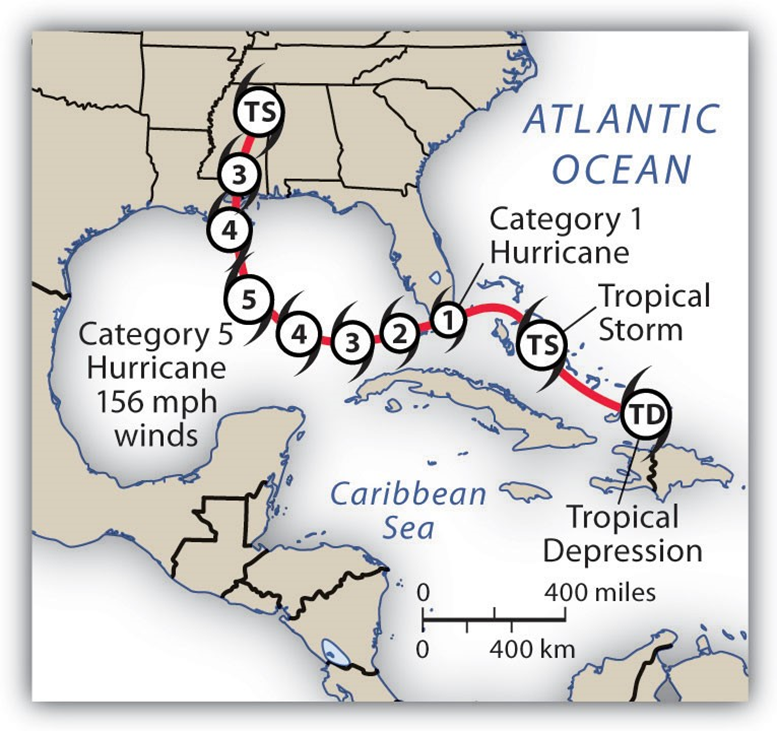 TS
ATLANTIC
OCEAN
3
4
Category 1
Hurricane
5
Tropical
Storm
4
3
2
1
TS
Category 5
Hurricane
156 mph
winds
TD
Caribbean
Sea
Tropical
Depression
0 400 miles
0 400 km